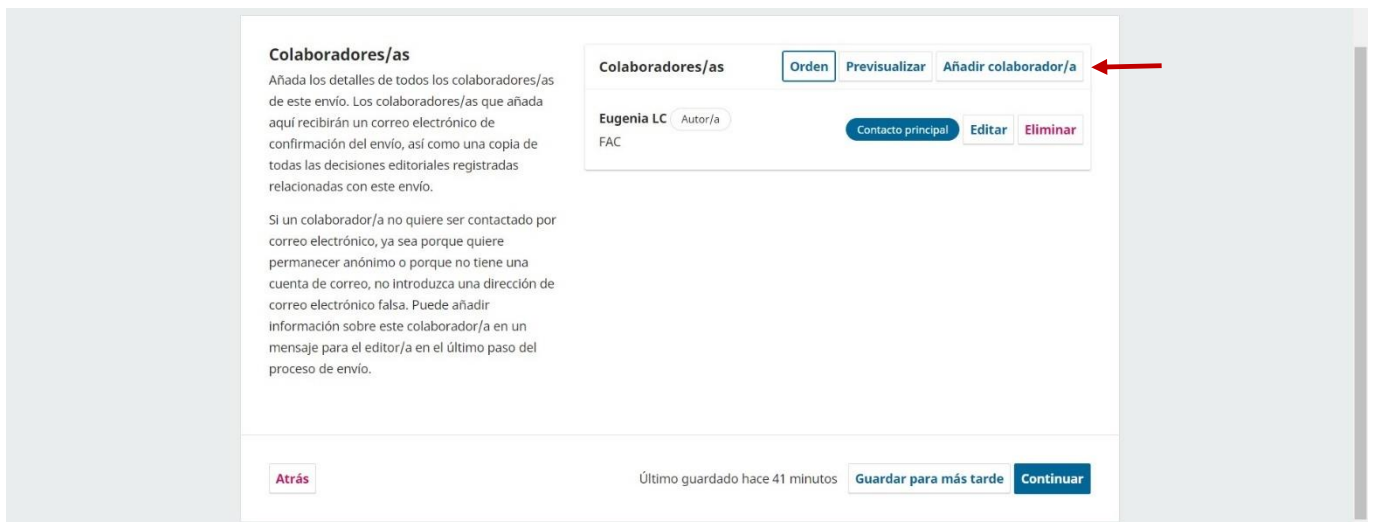 Colaboradores/as
Añada los detalles de todos los colaboradores/as
de este envío. Los colaboradores/as que añada
aquí recibirán un correo electrónico de
confirmación del envío, así como una copia de
todas las decisiones editoriales registradas
relacionadas con este envío.
Si un colaborador/a no quiere ser contactado por
correo electrónico, ya sea porque quiere
permanecer anónimo o porque no tiene una
cuenta de correo, no introduzca una dirección de
correo electrónico falsa. Puede añadir
información sobre este colaborador/a en un
mensaje para el editor/a en el último paso del
proceso de envío.
Colaboradores/as Orden Previsualizar Añadir colaborador/a
Eugenia LC Autor/a Contacto principal Editar Eliminar
FAC
Atrás Último guardado hace 41 minutos Guardar para más tarde Continuar